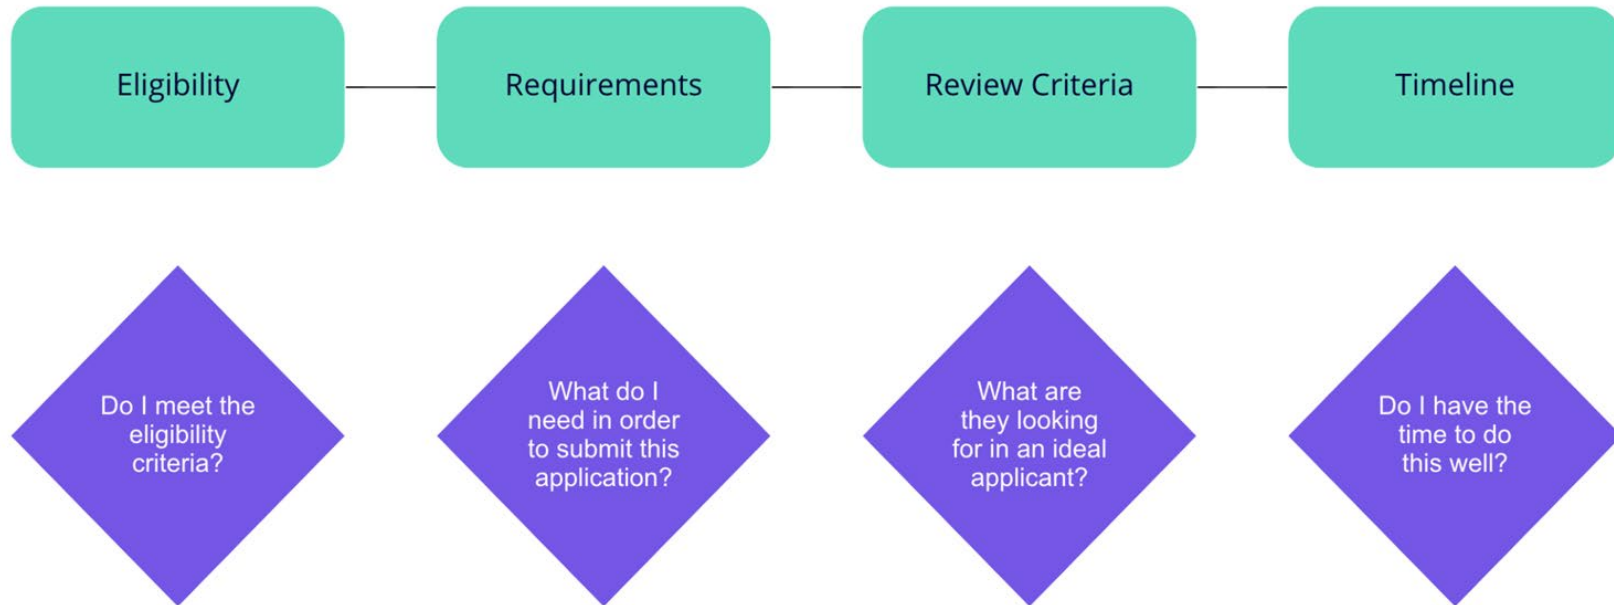 Eligibility
Requirements
Review Criteria
Timeline
Do I meet the
eligibility
criteria?
What do I
need in order
to submit this
application?
What are
they looking
for in an ideal
applicant?
Do I have the
time to do
this well?